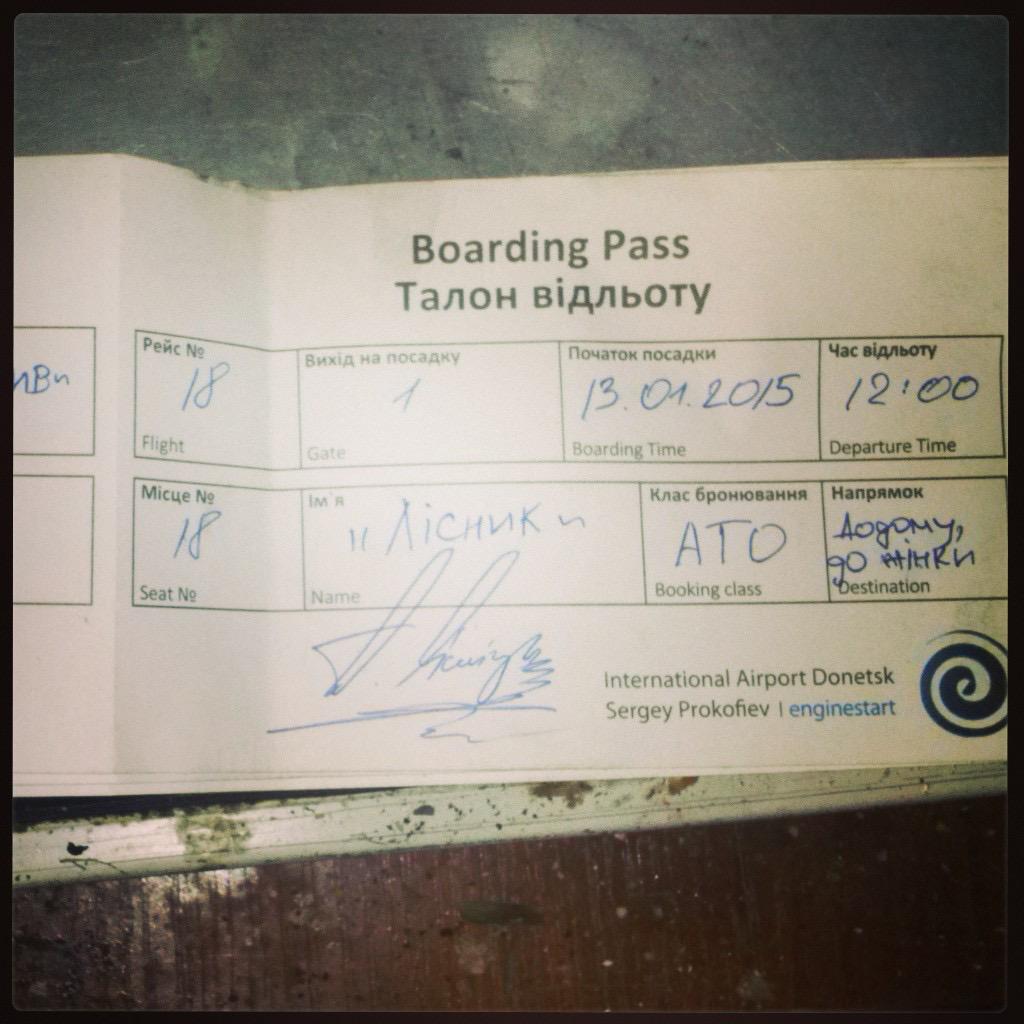 Boarding Pass
Талон відльоту
Рейс №
18
Flight
Вихід на посадку
1
Gate
Початок посадки
13.01.2015
Boarding Time
Час відльоту
12:00
Departure Time
Місце №
18
Seat №
Ім`я
"Лісник"
Name
Клас бронювання
АТО
Booking class
Напрямок
Додому,
до жінки
Destination
International Airport Donetsk
Sergey Prokofiev | enginestart